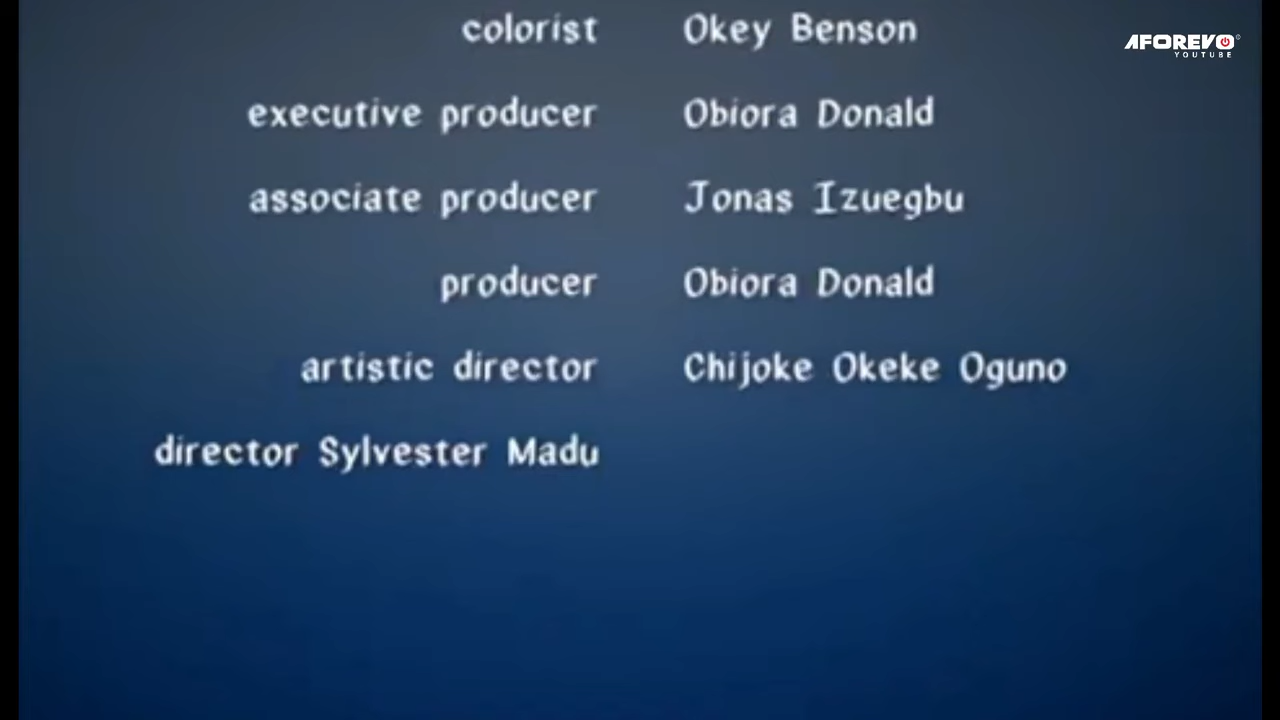 colorist Okey Benson
AFOREVO
YOUTUBE
executive producer Obiora Donald
associate producer Jonas Izuegbu
producer Obiora Donald
artistic director Chijoke Okeke Oguno
director Sylvester Madu